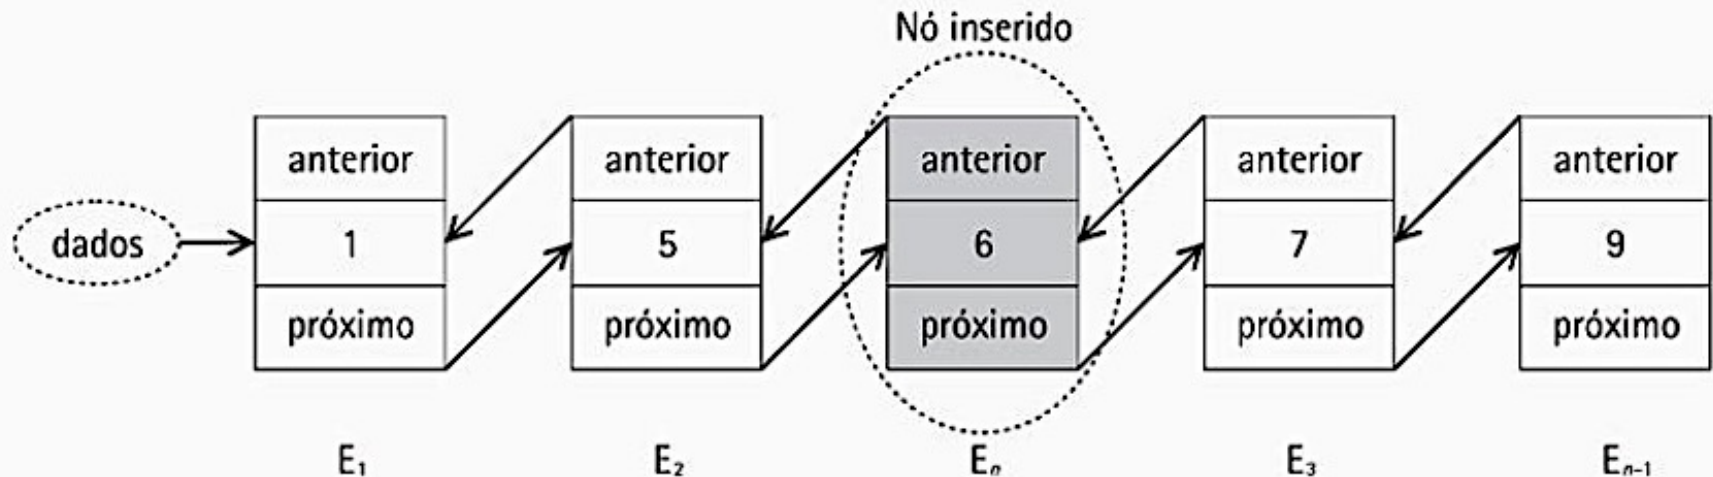 Nó inserido
anterior anterior anterior anterior anterior
dados 1 5 6 7 9
próximo próximo próximo próximo próximo
E₁ E₂ Eₙ E₃ Eₙ₋₁